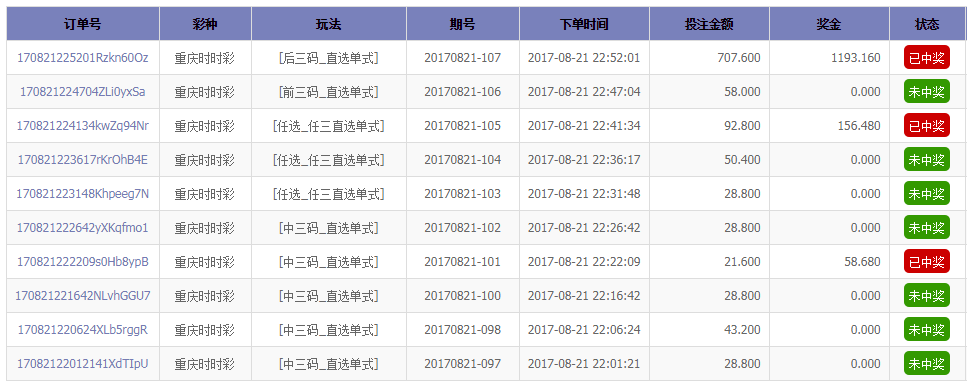 订单号 彩种 玩法 期号 下单时间 投注金额 奖金 状态
170821225201Rzkn60Oz 重庆时时彩 [后三码_直选单式] 20170821-107 2017-08-21 22:52:01 707.600 1193.160 已中奖
170821224704ZLi0yxSa 重庆时时彩 [前三码_直选单式] 20170821-106 2017-08-21 22:47:04 58.000 0.000 未中奖
170821224134kwZq94Nr 重庆时时彩 [任选_任三直选单式] 20170821-105 2017-08-21 22:41:34 92.800 156.480 已中奖
170821223617rKrOhB4E 重庆时时彩 [任选_任三直选单式] 20170821-104 2017-08-21 22:36:17 50.400 0.000 未中奖
170821223148Khpeeg7N 重庆时时彩 [任选_任三直选单式] 20170821-103 2017-08-21 22:31:48 28.800 0.000 未中奖
170821222642yXKqfmo1 重庆时时彩 [中三码_直选单式] 20170821-102 2017-08-21 22:26:42 28.800 0.000 未中奖
170821222209s0Hb8ypB 重庆时时彩 [中三码_直选单式] 20170821-101 2017-08-21 22:22:09 21.600 58.680 已中奖
170821221642NLvhGGU7 重庆时时彩 [中三码_直选单式] 20170821-100 2017-08-21 22:16:42 28.800 0.000 未中奖
170821220624XLb5rggR 重庆时时彩 [中三码_直选单式] 20170821-098 2017-08-21 22:06:24 43.200 0.000 未中奖
17082122012141XdTIpU 重庆时时彩 [中三码_直选单式] 20170821-097 2017-08-21 22:01:21 28.800 0.000 未中奖